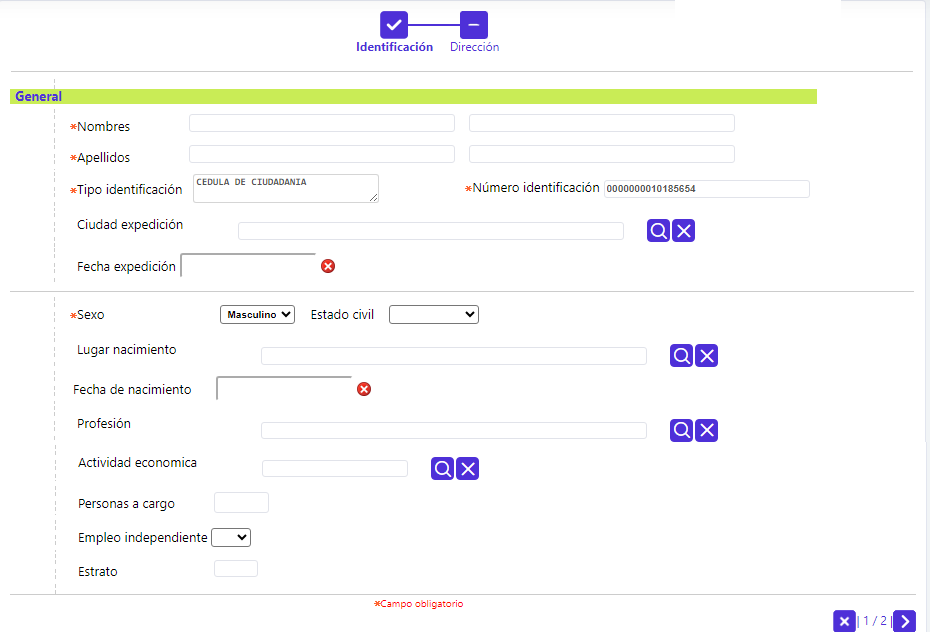 Identificación Dirección
General
*Nombres
*Apellidos
*Tipo identificación CEDULA DE CIUDADANIA *Número identificación 0000000010185654
Ciudad expedición
Fecha expedición
*Sexo Masculino Estado civil
Lugar nacimiento
Fecha de nacimiento
Profesión
Actividad economica
Personas a cargo
Empleo independiente
Estrato
*Campo obligatorio
| 1 / 2 |